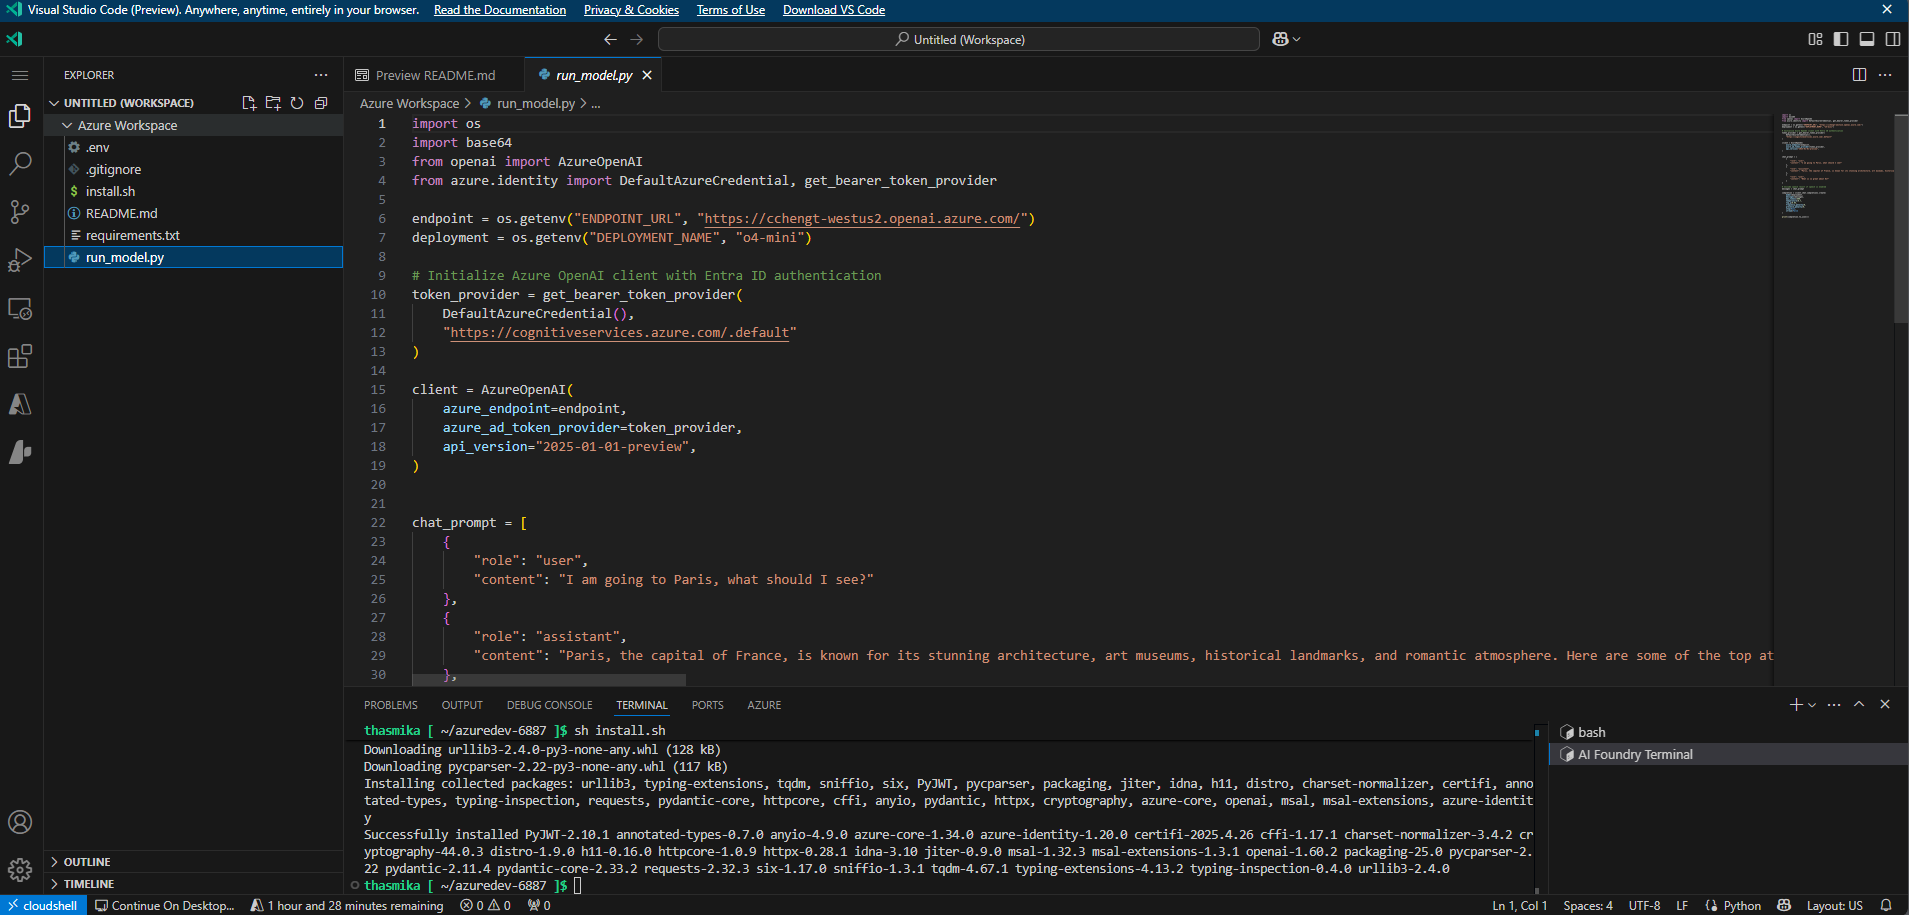 Visual Studio Code (Preview). Anywhere, anytime, entirely in your browser. Read the Documentation Privacy & Cookies Terms of Use Download VS Code
Untitled (Workspace)
EXPLORER
UNTITLED (WORKSPACE)
Azure Workspace
.env
.gitignore
$ install.sh
README.md
requirements.txt
run_model.py
OUTLINE
TIMELINE
Preview README.md run_model.py
Azure Workspace > run_model.py > ...
1 import os
2 import base64
3 from openai import AzureOpenAI
4 from azure.identity import DefaultAzureCredential, get_bearer_token_provider
5
6 endpoint = os.getenv("ENDPOINT_URL", "https://cchengt-westus2.openai.azure.com/")
7 deployment = os.getenv("DEPLOYMENT_NAME", "o4-mini")
8
9 # Initialize Azure OpenAI client with Entra ID authentication
10 token_provider = get_bearer_token_provider(
11     DefaultAzureCredential(),
12     "https://cognitiveservices.azure.com/.default"
13 )
14
15 client = AzureOpenAI(
16     azure_endpoint=endpoint,
17     azure_ad_token_provider=token_provider,
18     api_version="2025-01-01-preview",
19 )
20
21
22 chat_prompt = [
23     {
24         "role": "user",
25         "content": "I am going to Paris, what should I see?"
26     },
27     {
28         "role": "assistant",
29         "content": "Paris, the capital of France, is known for its stunning architecture, art museums, historical landmarks, and romantic atmosphere. Here are some of the top at
30     },
PROBLEMS OUTPUT DEBUG CONSOLE TERMINAL PORTS AZURE
thasmika [ ~/azuredev-6887 ]$ sh install.sh
Downloading urllib3-2.4.0-py3-none-any.whl (128 kB)
Downloading pycparser-2.22-py3-none-any.whl (117 kB)
Installing collected packages: urllib3, typing-extensions, tqdm, sniffio, six, PyJWT, pycparser, packaging, jiter, idna, h11, distro, charset-normalizer, certifi, anno
tated-types, typing-inspection, requests, pydantic-core, httpcore, cffi, anyio, pydantic, httpx, cryptography, azure-core, openai, msal, msal-extensions, azure-identit
y
Successfully installed PyJWT-2.10.1 annotated-types-0.7.0 anyio-4.9.0 azure-core-1.34.0 azure-identity-1.20.0 certifi-2025.4.26 cffi-1.17.1 charset-normalizer-3.4.2 cr
yptography-44.0.3 distro-1.9.0 h11-0.16.0 httpcore-1.0.9 httpx-0.28.1 idna-3.10 jiter-0.9.0 msal-1.32.3 msal-extensions-1.3.1 openai-1.60.2 packaging-25.0 pycparser-2.
22 pydantic-2.11.4 pydantic-core-2.33.2 requests-2.32.3 six-1.17.0 sniffio-1.3.1 tqdm-4.67.1 typing-extensions-4.13.2 typing-inspection-0.4.0 urllib3-2.4.0
thasmika [ ~/azuredev-6887 ]$
bash
AI Foundry Terminal
cloudshell Continue On Desktop... 1 hour and 28 minutes remaining 0 0 0 Ln 1, Col 1 Spaces: 4 UTF-8 LF Python Layout: US